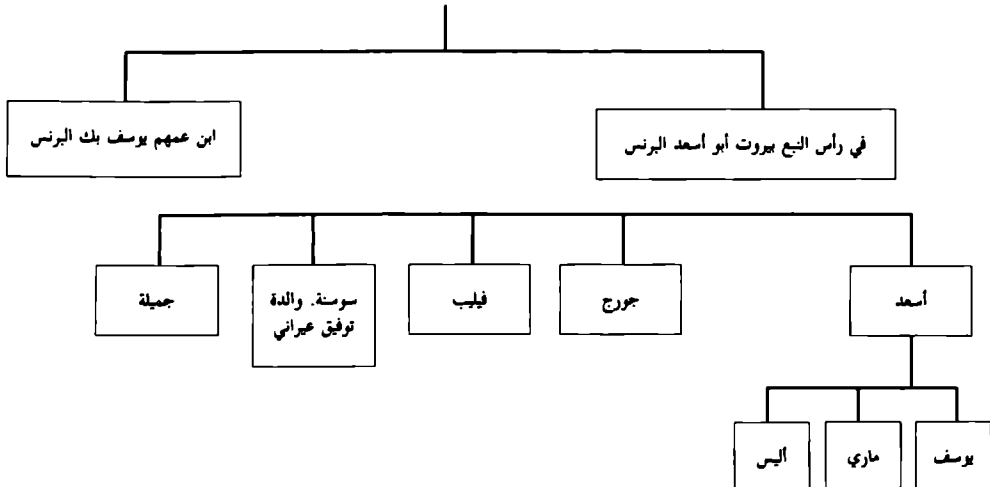 في رأس النبع بيروت أبو أسعد البرنس
ابن عمهم يوسف بك البرنس
أسعد
جورج
فيليب
سوسنة. والدة
توفيق عيراني
جميلة
يوسف
ماري
أليس